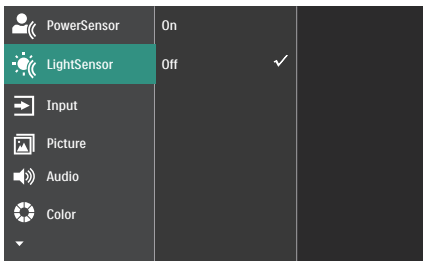 PowerSensor
On
LightSensor
Off
Input
Picture
Audio
Color